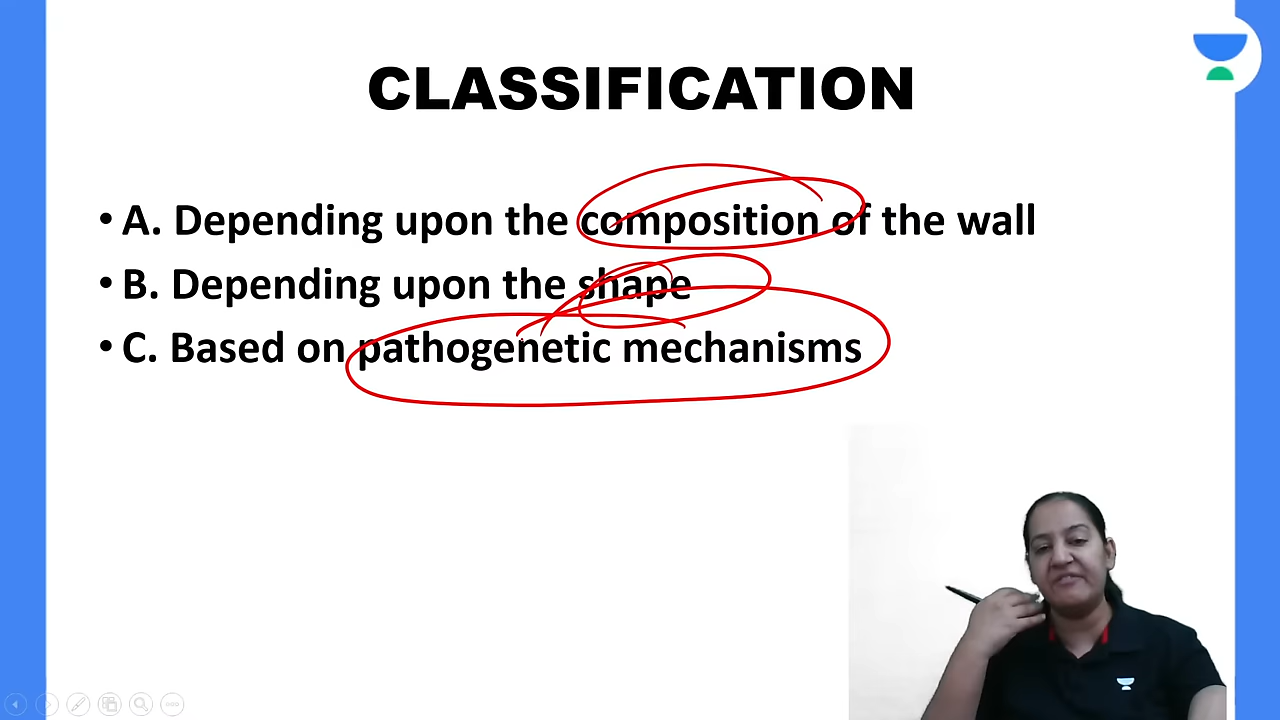 CLASSIFICATION
• A. Depending upon the composition of the wall
• B. Depending upon the shape
• C. Based on pathogenetic mechanisms